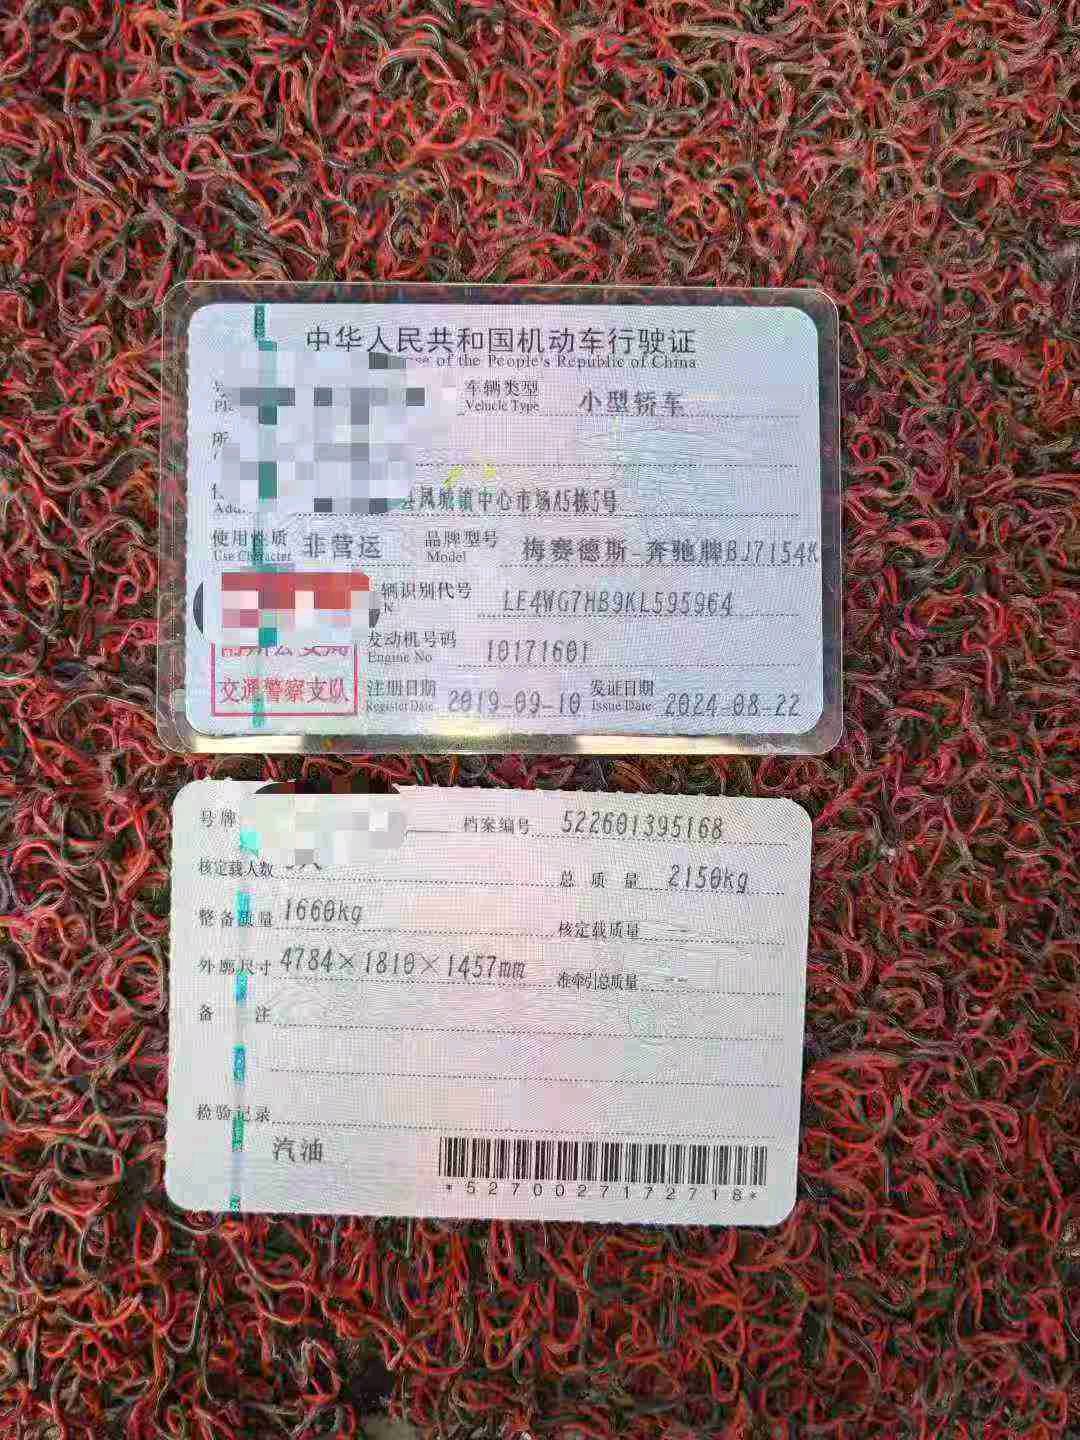 中华人民共和国机动车行驶证
se of the People's Republic of China
车辆类型 小型轿车
Vehicle Type
所
县凤城镇中心市场A5栋5号
Ad
使用性质 非营运 品牌型号 梅赛德斯-奔驰牌BJ7154K
Use Character Model
辆识别代号 LE4WG7HB9KL595964
发动机号码 10171601
Engine No
交通警察支队
注册日期 2019-09-10 发证日期 2024-08-22
Register Date Issue Date
号牌 档案编号 522601395168
核定载人数 人 总质量 2150kg
整备质量 1660kg 核定载质量 --
外廓尺寸 4784×1810×1457mm 准牵引总质量 --
备注
检验记录
汽油
*5270027172718*